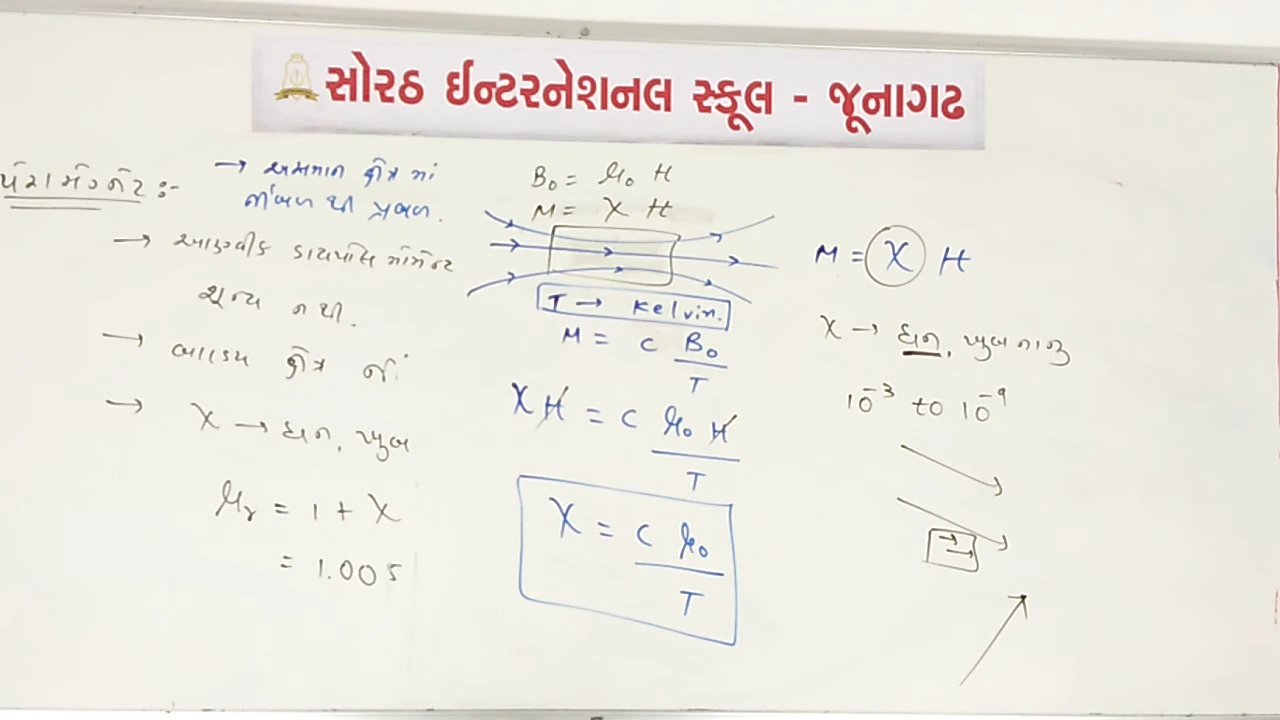 સોરઠ ઈન્ટરનેશનલ સ્કૂલ - જૂનાગઢ
પેરામેગ્નેટ :-
→ અસમાન ક્ષેત્ર માં
નિર્બળ થી પ્રબળ.
→ આણ્વીક ડાયપોલ મોમેન્ટ
શૂન્ય નથી.
→ બાહ્ય ક્ષેત્ર ની
→ χ → ધન, ખુબ
μr = 1 + χ
= 1.005
B₀ = μ₀ H
M = χ H
T → Kelvin.
M = C B₀ / T
χH = C μ₀ H / T
χ = C μ₀ / T
M = χ H
χ → ધન, ખુબ નાનુ
10⁻³ to 10⁻⁹